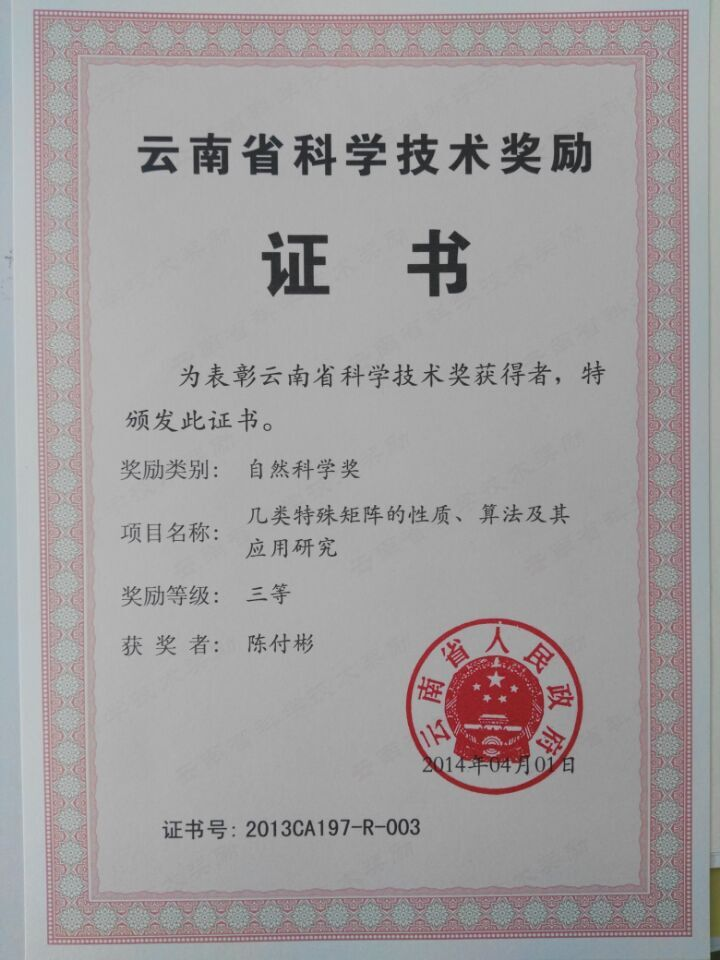 云南省科学技术奖励
证 书
为表彰云南省科学技术奖获得者，特
颁发此证书。
奖励类别： 自然科学奖
项目名称： 几类特殊矩阵的性质、算法及其
应用研究
奖励等级： 三等
获 奖 者： 陈付彬
云南省人民政府
2014年04月01日
证书号：2013CA197-R-003